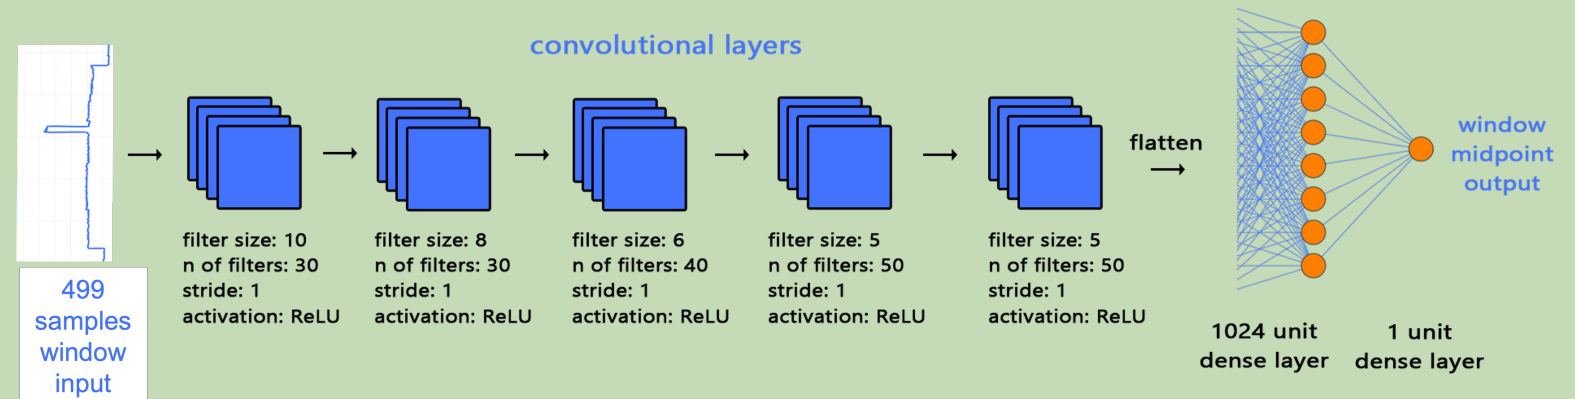 convolutional layers
499
samples
window
input
filter size: 10
n of filters: 30
stride: 1
activation: ReLU
filter size: 8
n of filters: 30
stride: 1
activation: ReLU
filter size: 6
n of filters: 40
stride: 1
activation: ReLU
filter size: 5
n of filters: 50
stride: 1
activation: ReLU
filter size: 5
n of filters: 50
stride: 1
activation: ReLU
flatten
1024 unit
dense layer
1 unit
dense layer
window
midpoint
output